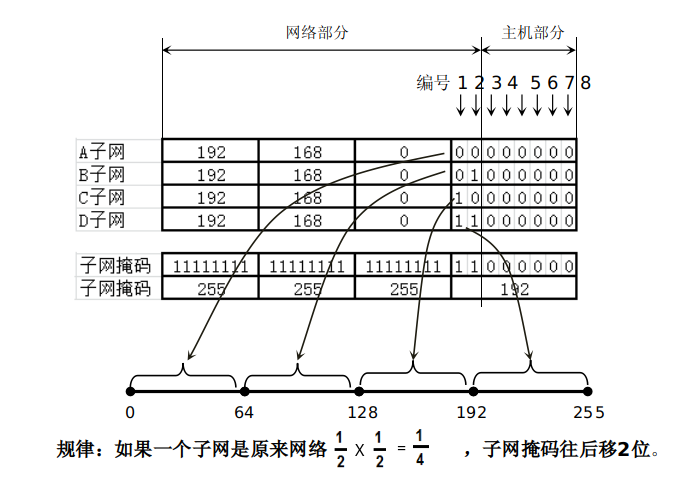 网络部分 主机部分
编号 1 2 3 4 5 6 7 8
A子网 192 168 0 0 0 0 0 0 0 0 0
B子网 192 168 0 0 1 0 0 0 0 0 0
C子网 192 168 0 1 0 0 0 0 0 0 0
D子网 192 168 0 1 1 0 0 0 0 0 0
子网掩码 11111111 11111111 11111111 1 1 0 0 0 0 0 0
子网掩码 255 255 255 192
0 64 128 192 255
规律：如果一个子网是原来网络 1/2 X 1/2 = 1/4 ，子网掩码往后移2位。